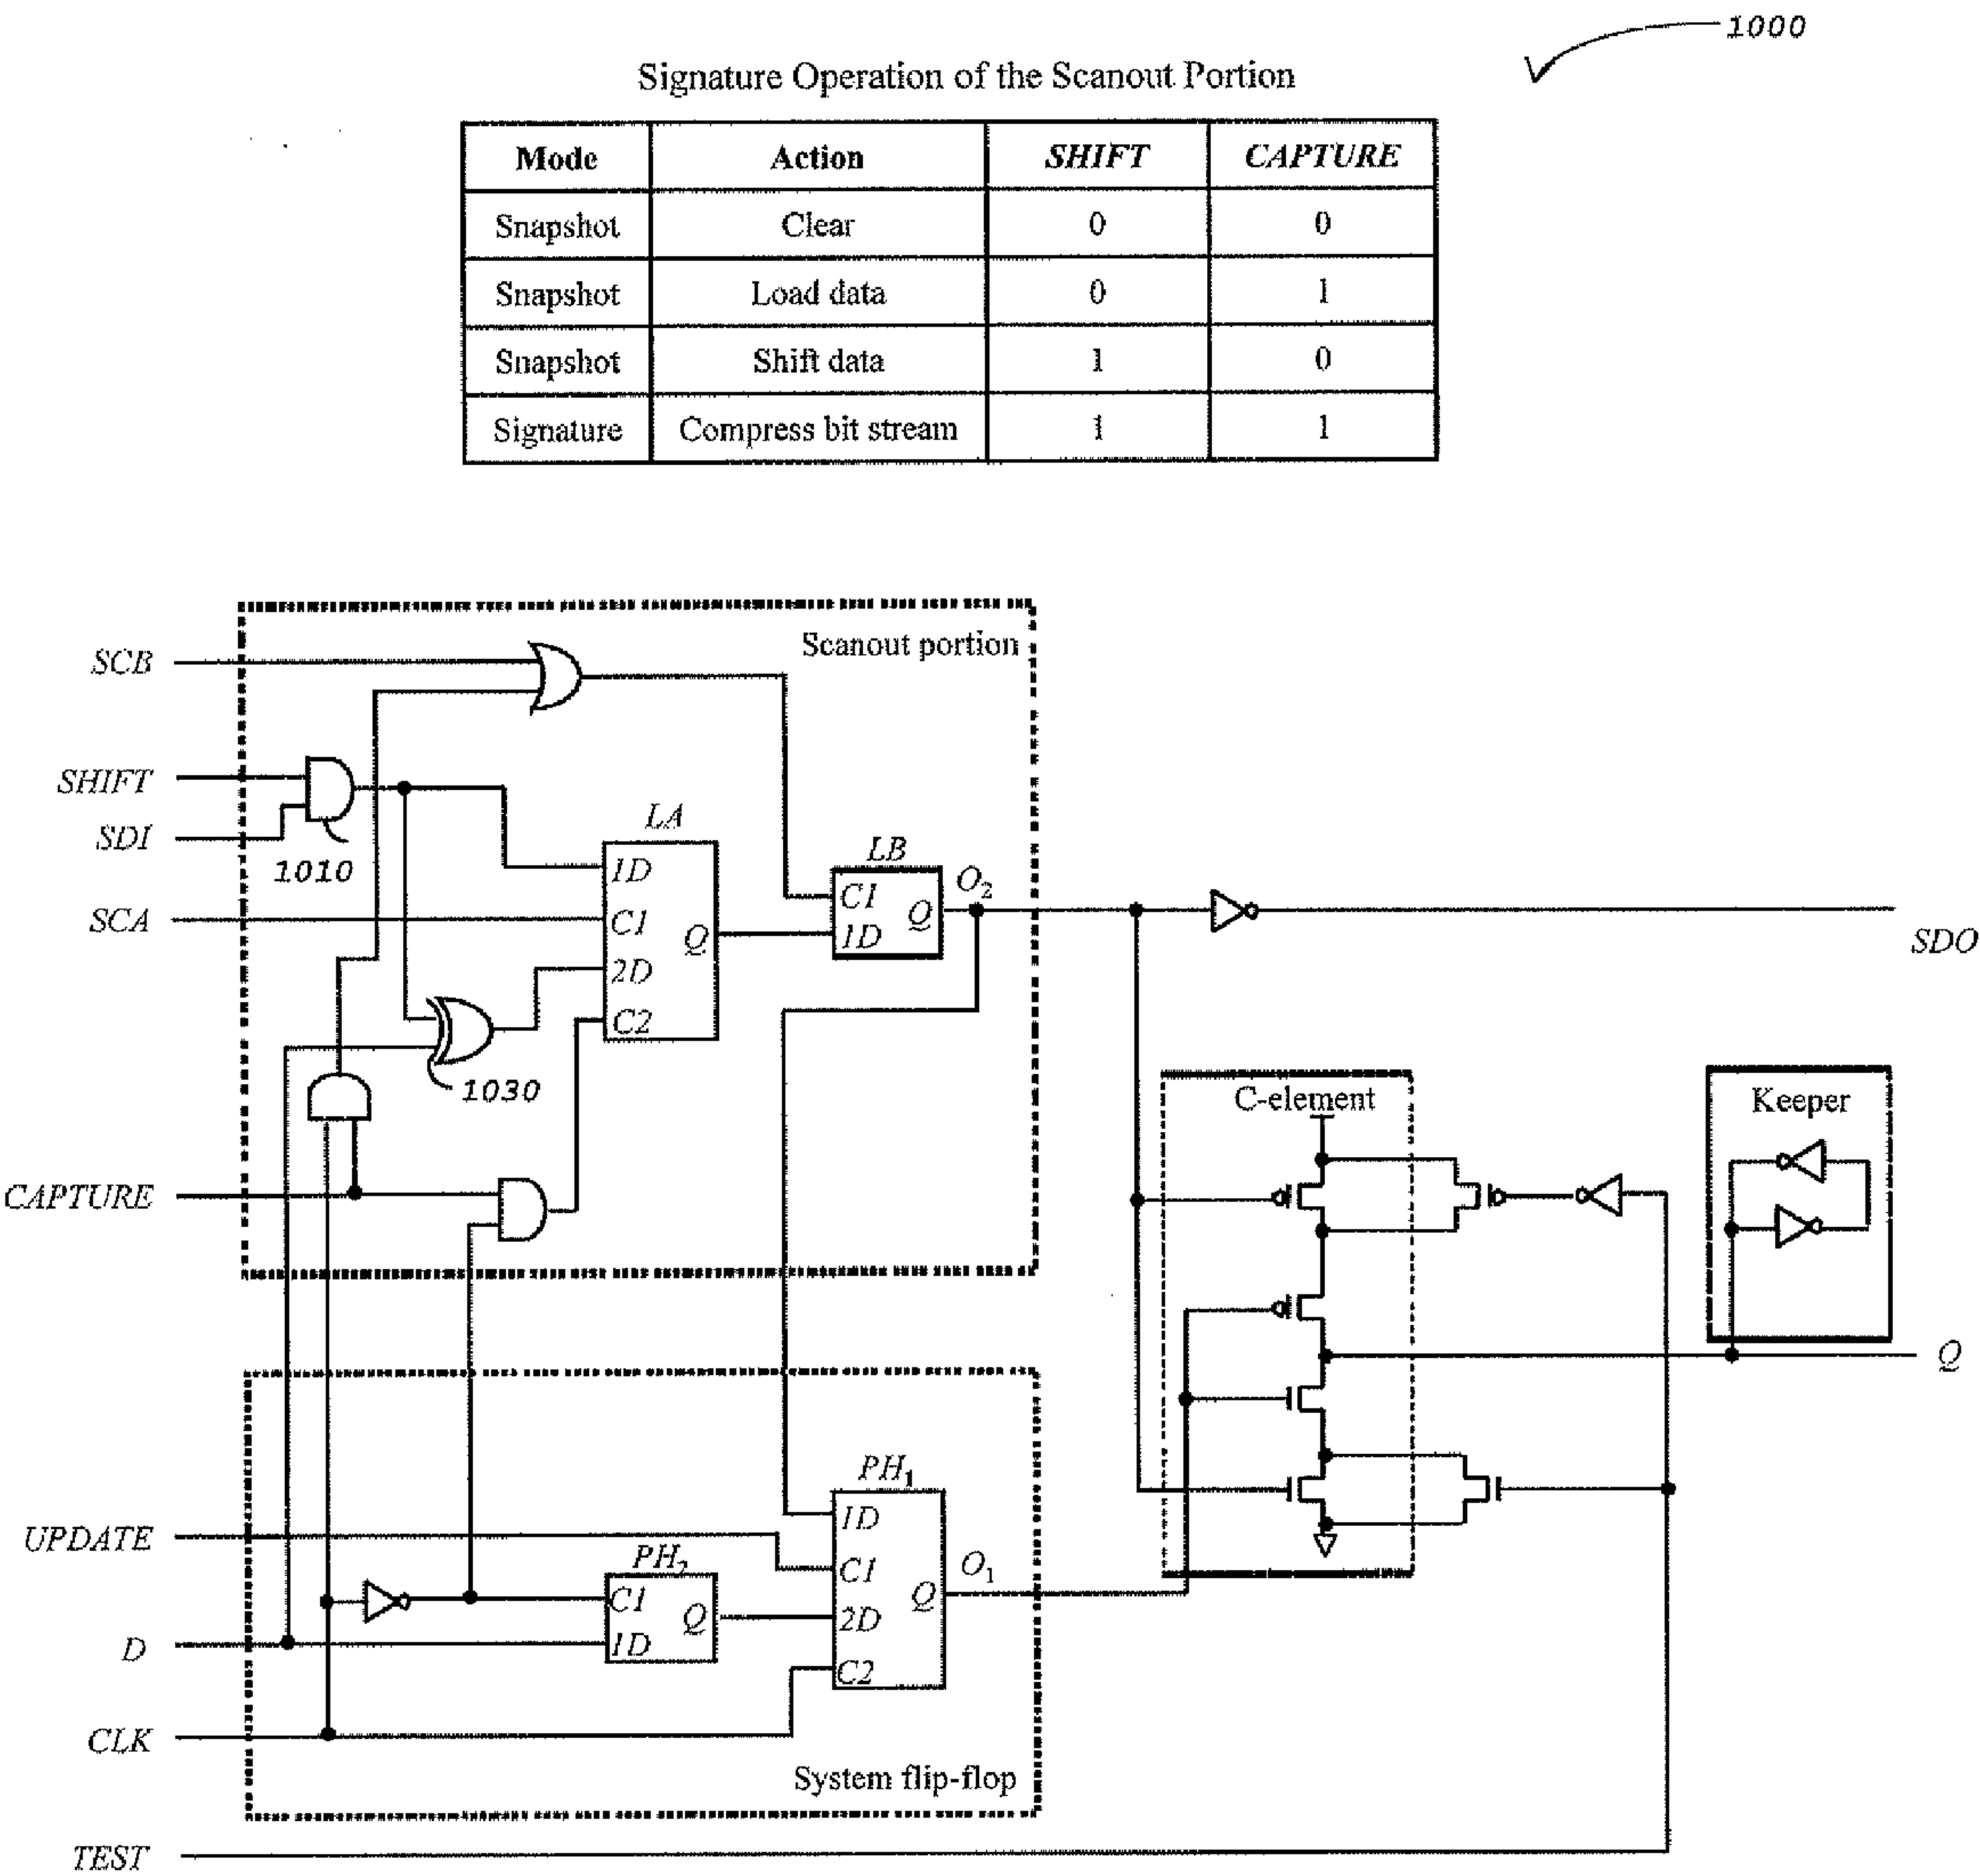 1000
Signature Operation of the Scanout Portion
Mode Action SHIFT CAPTURE
Snapshot Clear 0 0
Snapshot Load data 0 1
Snapshot Shift data 1 0
Signature Compress bit stream 1 1
Scanout portion
SCB
SHIFT
SDI
1010
SCA
LA
1D
C1
2D
C2
Q
LB
C1
1D
Q
O2
SDO
1030
CAPTURE
C-element
Keeper
Q
UPDATE
PH2
C1
1D
Q
PH1
1D
C1
2D
C2
Q
O1
D
CLK
System flip-flop
TEST